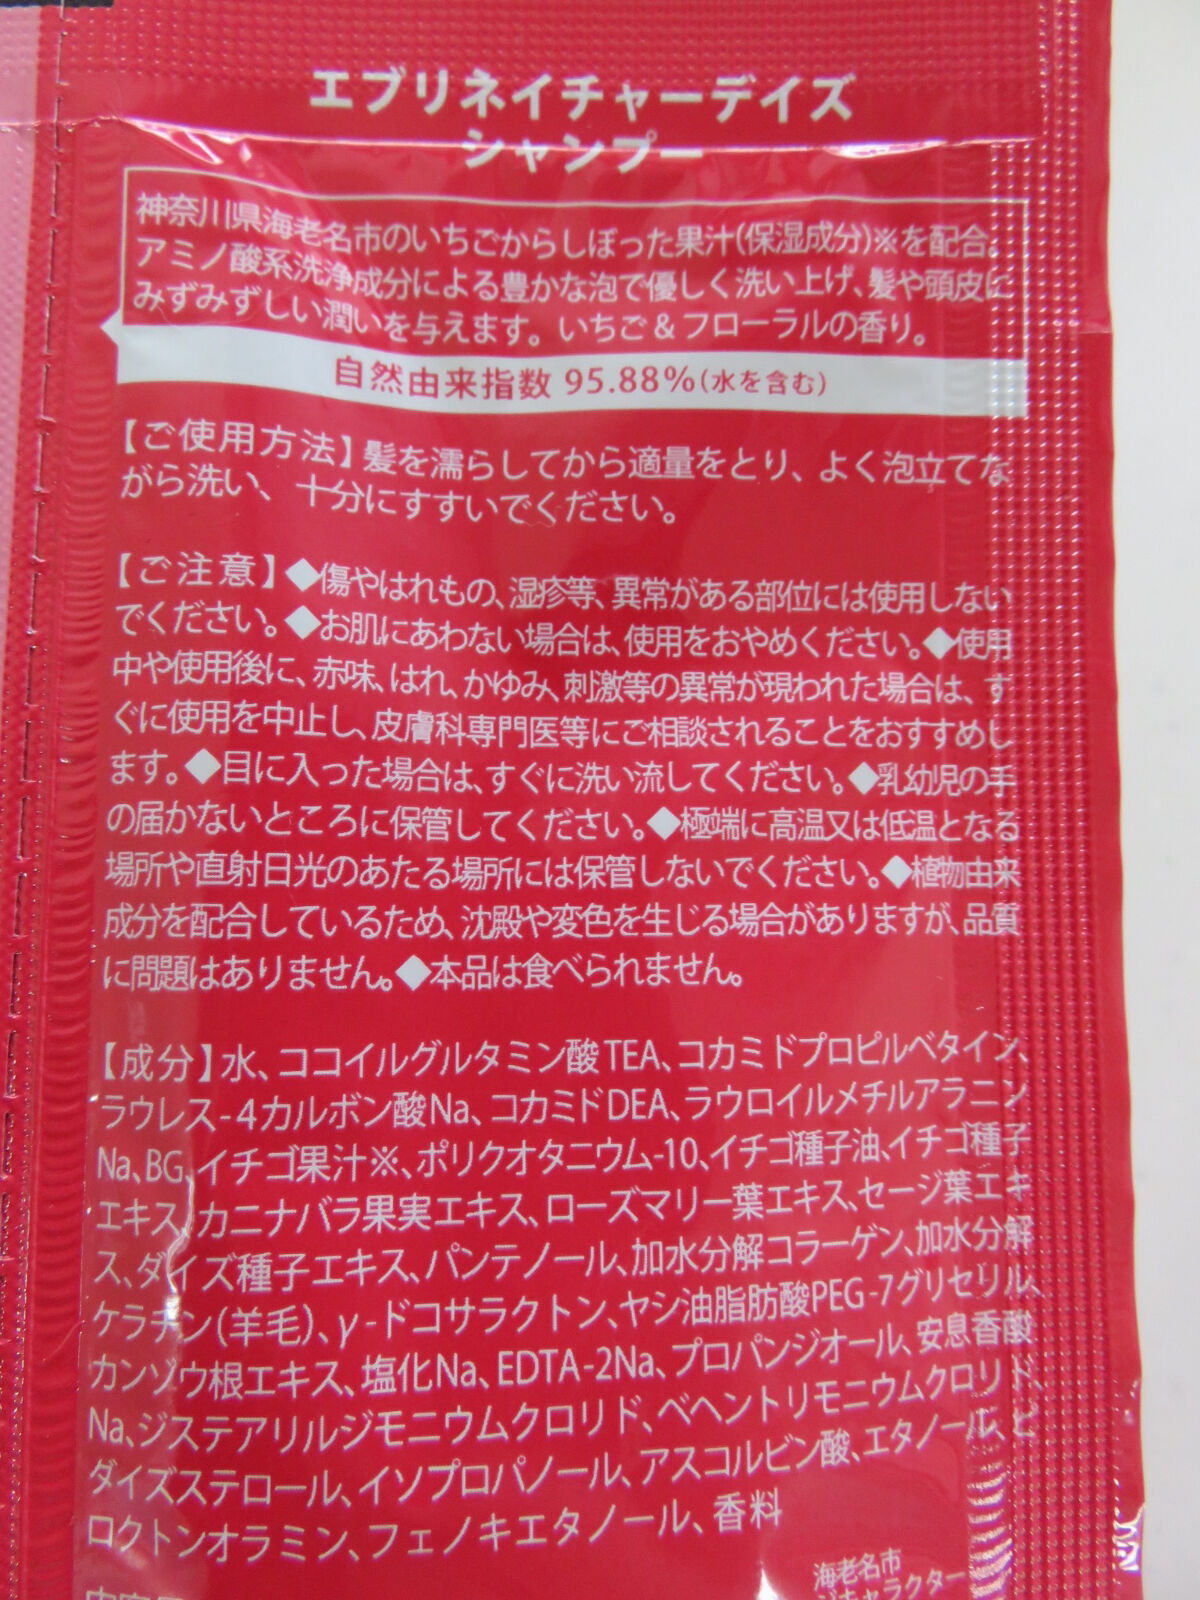 エブリネイチャーデイズ
シャンプー
神奈川県海老名市のいちごからしぼった果汁(保湿成分)※を配合。
アミノ酸系洗浄成分による豊かな泡で優しく洗い上げ、髪や頭皮に
みずみずしい潤いを与えます。いちご&フローラルの香り。
自然由来指数 95.88%(水を含む)
【ご使用方法】髪を濡らしてから適量をとり、よく泡立てな
がら洗い、十分にすすいでください。
【ご注意】◆傷やはれもの、湿疹等、異常がある部位には使用しない
でください。◆お肌にあわない場合は、使用をおやめください。◆使用
中や使用後に、赤味、はれ、かゆみ、刺激等の異常が現われた場合は、す
ぐに使用を中止し、皮膚科専門医等にご相談されることをおすすめし
ます。◆目に入った場合は、すぐに洗い流してください。◆乳幼児の手
の届かないところに保管してください。◆極端に高温又は低温となる
場所や直射日光のあたる場所には保管しないでください。◆植物由来
成分を配合しているため、沈殿や変色を生じる場合がありますが、品質
に問題はありません。◆本品は食べられません。
【成分】水、ココイルグルタミン酸TEA、コカミドプロピルベタイン、
ラウレス-4カルボン酸Na、コカミドDEA、ラウロイルメチルアラニン
Na、BG、イチゴ果汁※、ポリクオタニウム-10、イチゴ種子油、イチゴ種子
エキス、カニナバラ果実エキス、ローズマリー葉エキス、セージ葉エキ
ス、ダイズ種子エキス、パンテノール、加水分解コラーゲン、加水分解
ケラチン(羊毛)、γ-ドコサラクトン、ヤシ油脂肪酸PEG-7グリセリル、
カンゾウ根エキス、塩化Na、EDTA-2Na、プロパンジオール、安息香酸
Na、ジステアリルジモニウムクロリド、ベヘントリモニウムクロリド、
ダイズステロール、イソプロパノール、アスコルビン酸、エタノール、ピ
ロクトンオラミン、フェノキエタノール、香料
海老名市
キャラクター